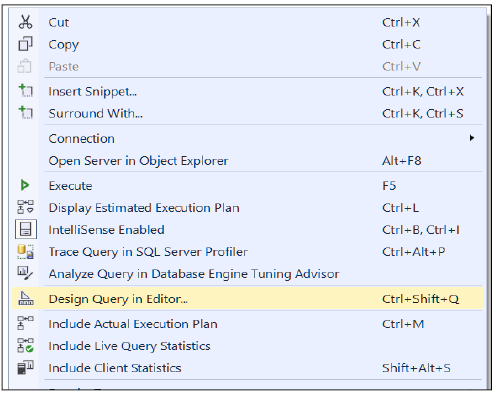 Cut Ctrl+X
Copy Ctrl+C
Paste Ctrl+V
Insert Snippet... Ctrl+K, Ctrl+X
Surround With... Ctrl+K, Ctrl+S
Connection
Open Server in Object Explorer Alt+F8
Execute F5
Display Estimated Execution Plan Ctrl+L
IntelliSense Enabled Ctrl+B, Ctrl+I
Trace Query in SQL Server Profiler Ctrl+Alt+P
Analyze Query in Database Engine Tuning Advisor
Design Query in Editor... Ctrl+Shift+Q
Include Actual Execution Plan Ctrl+M
Include Live Query Statistics
Include Client Statistics Shift+Alt+S